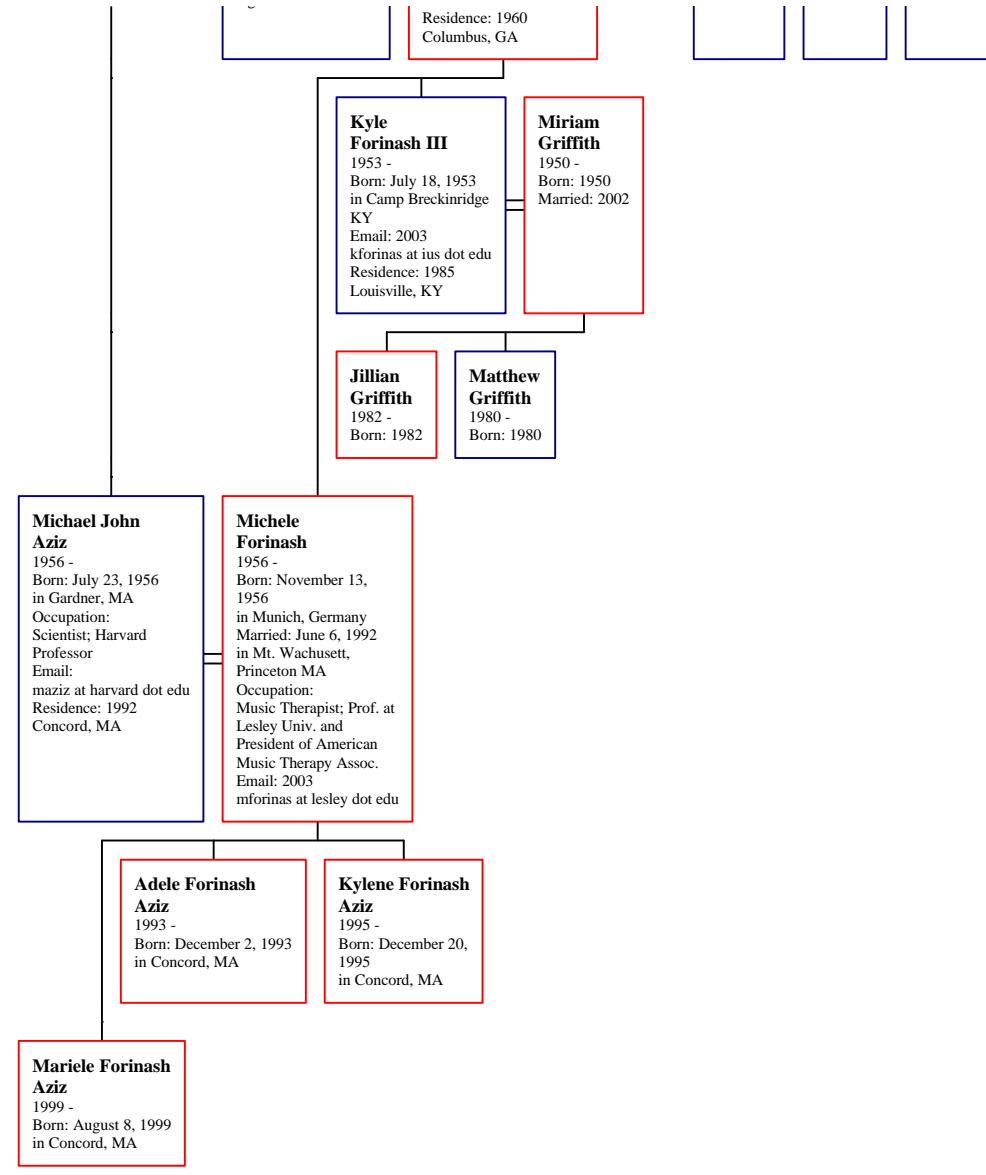 Residence: 1960
Columbus, GA
Kyle
Forinash III
1953 -
Born: July 18, 1953
in Camp Breckinridge
KY
Email: 2003
kforinas at ius dot edu
Residence: 1985
Louisville, KY
Miriam
Griffith
1950 -
Born: 1950
Married: 2002
Jillian
Griffith
1982 -
Born: 1982
Matthew
Griffith
1980 -
Born: 1980
Michael John
Aziz
1956 -
Born: July 23, 1956
in Gardner, MA
Occupation:
Scientist; Harvard
Professor
Email:
maziz at harvard dot edu
Residence: 1992
Concord, MA
Michele
Forinash
1956 -
Born: November 13,
1956
in Munich, Germany
Married: June 6, 1992
in Mt. Wachusett,
Princeton MA
Occupation:
Music Therapist; Prof. at
Lesley Univ. and
President of American
Music Therapy Assoc.
Email: 2003
mforinas at lesley dot edu
Adele Forinash
Aziz
1993 -
Born: December 2, 1993
in Concord, MA
Kylene Forinash
Aziz
1995 -
Born: December 20,
1995
in Concord, MA
Mariele Forinash
Aziz
1999 -
Born: August 8, 1999
in Concord, MA